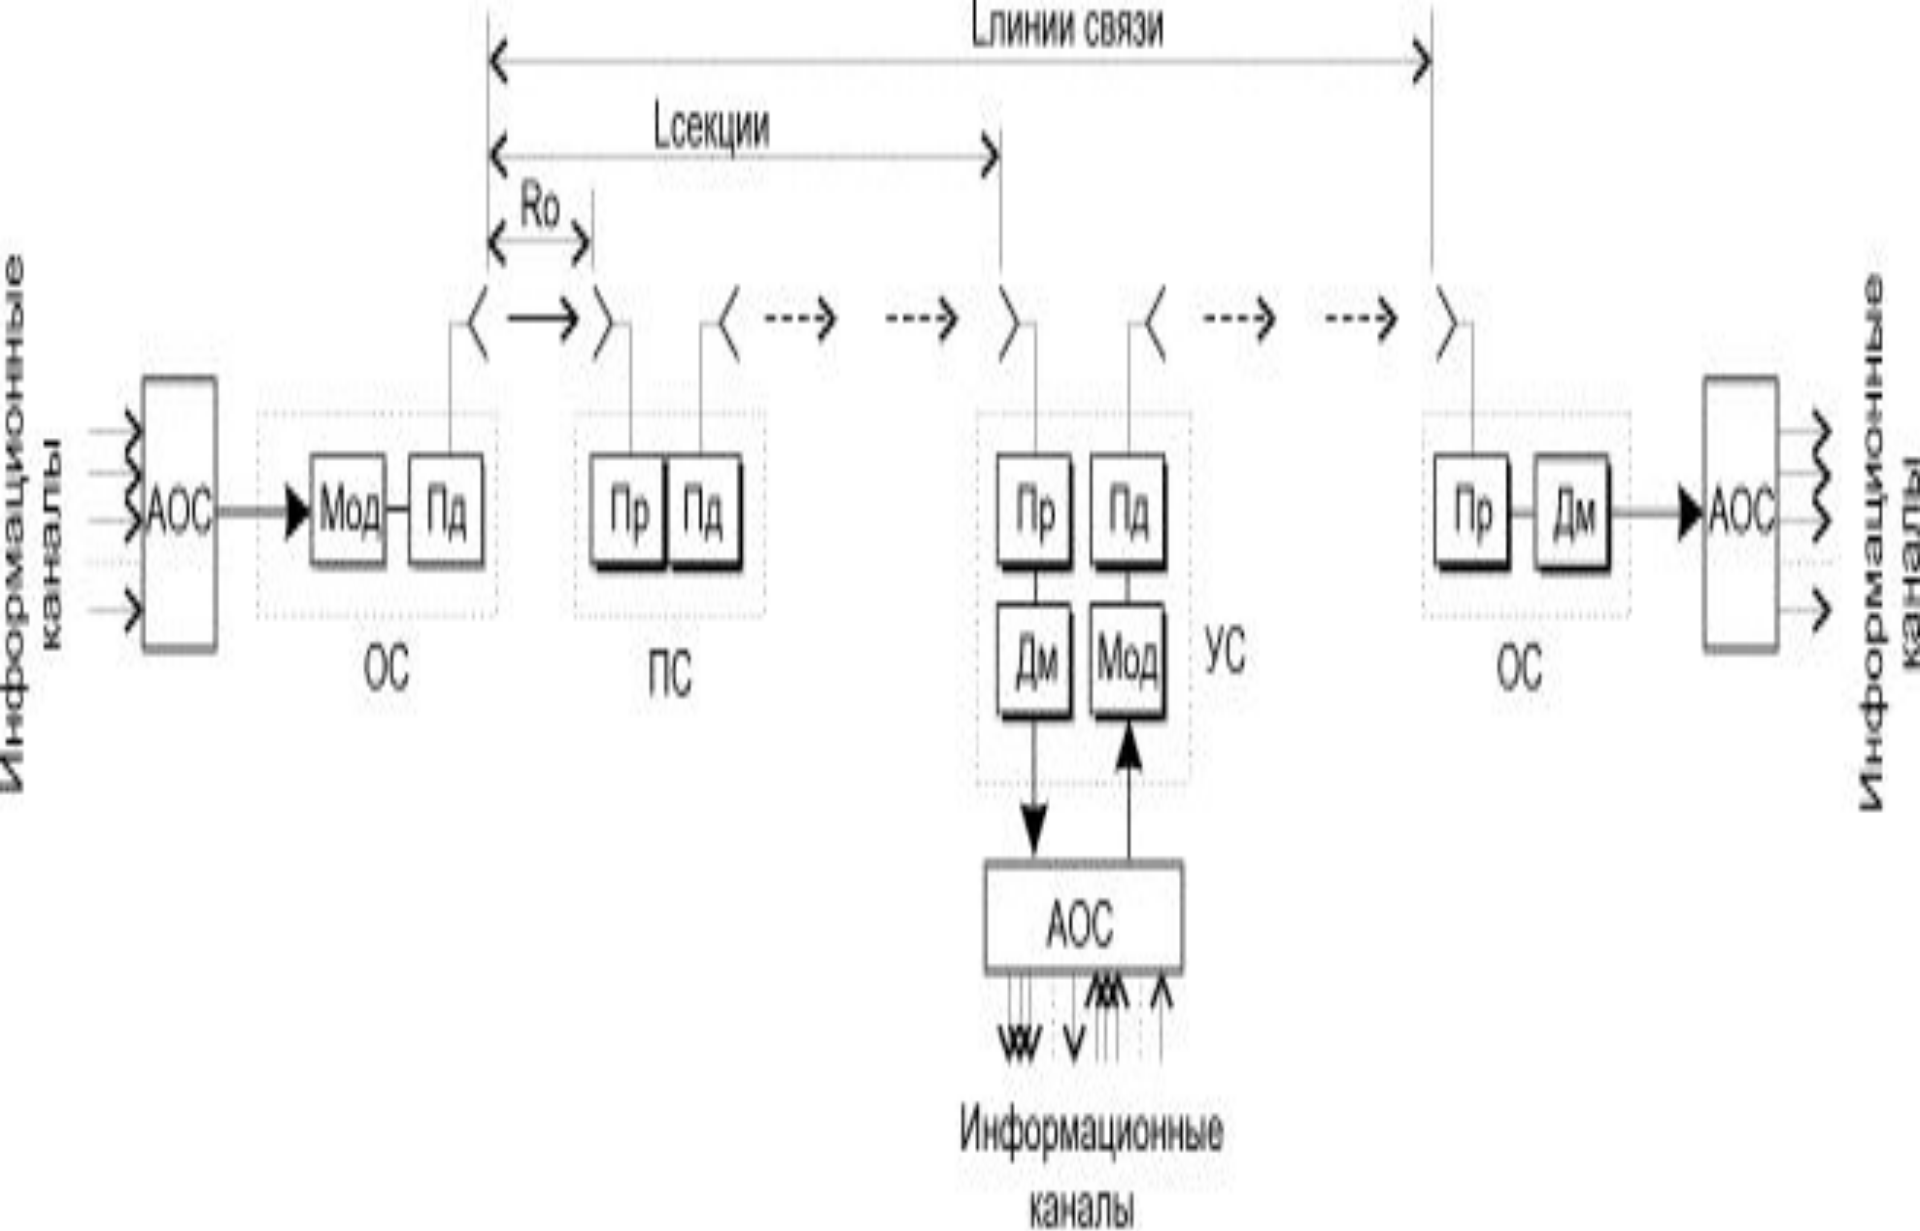 Lлинии связи
Lсекции
Ro
Информационные
каналы
АОС
Мод
Пд
ОС
Пр
Пд
ПС
Пр
Пд
Дм
Мод
УС
АОС
Информационные
каналы
Пр
Дм
ОС
АОС
Информационные
каналы